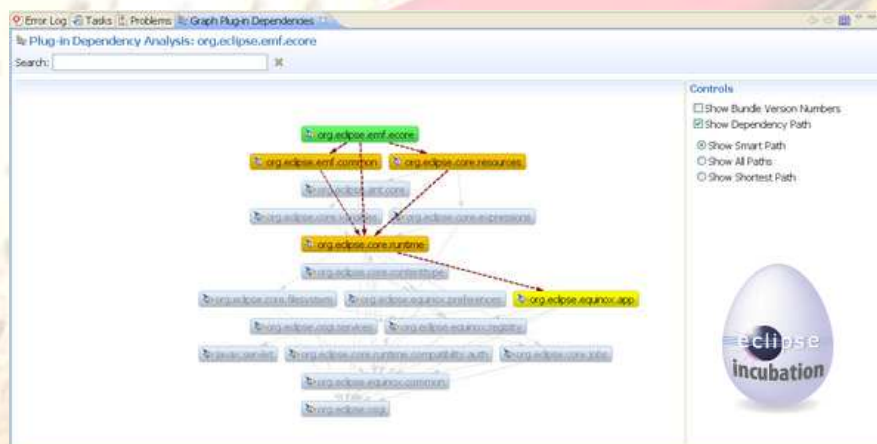 Error Log Tasks Problems Graph Plug-in Dependencies
Plug-in Dependency Analysis: org.eclipse.emf.ecore
Search:
Controls
Show Bundle Version Numbers
Show Dependency Path
Show Smart Path
Show All Paths
Show Shortest Path
org.eclipse.emf.ecore
org.eclipse.emf.common org.eclipse.core.resources
org.eclipse.ant.core
org.eclipse.core.variables org.eclipse.core.expressions
org.eclipse.core.runtime
org.eclipse.core.contenttype
org.eclipse.core.filesystem org.eclipse.equinox.preferences org.eclipse.equinox.app
org.eclipse.osgi.services org.eclipse.equinox.registry
javax.servlet org.eclipse.core.runtime.compatibility.auth org.eclipse.core.jobs
org.eclipse.equinox.common
org.eclipse.osgi
eclipse
incubation